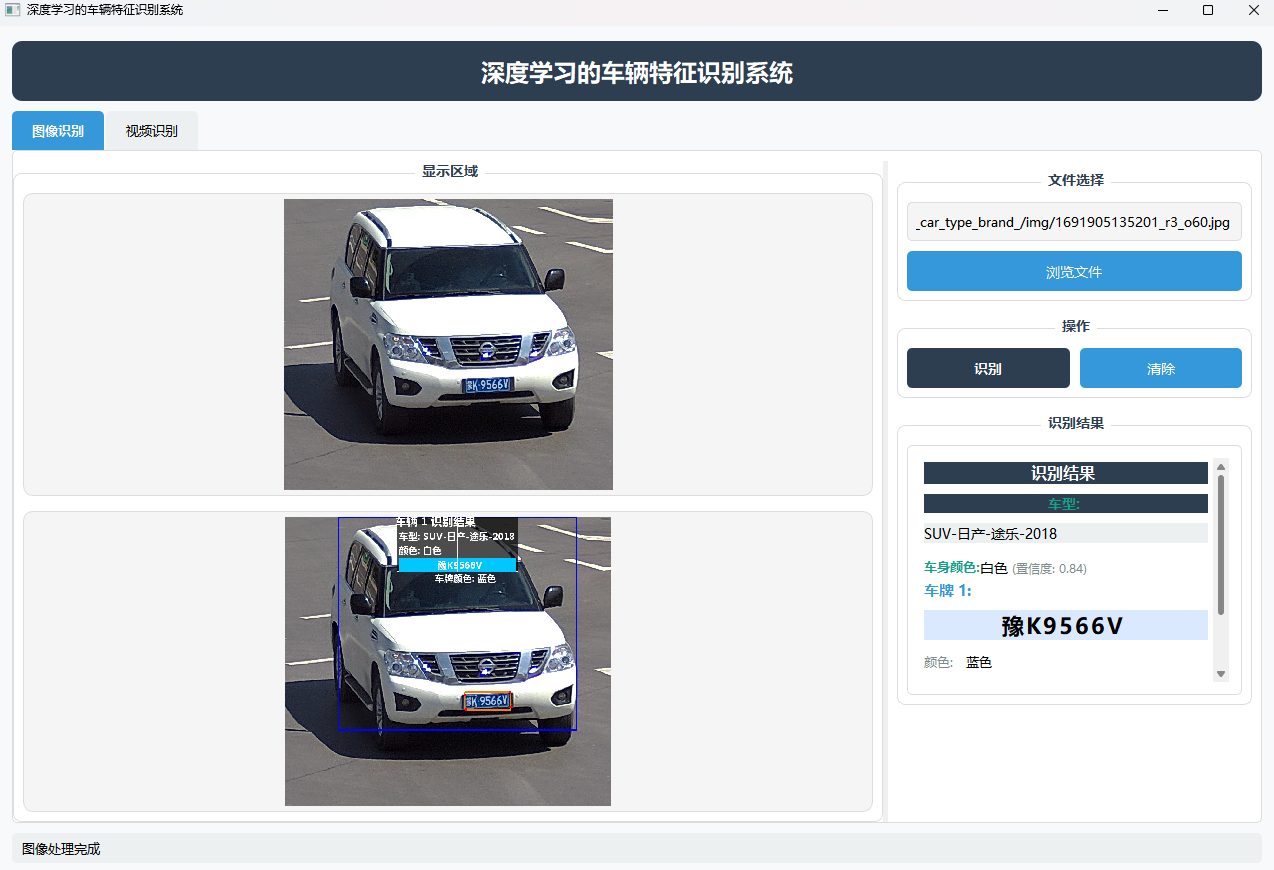 深度学习的车辆特征识别系统
深度学习的车辆特征识别系统
图像识别
视频识别
显示区域
豫K·9566V
车辆 1 识别结果
车型: SUV-日产-途乐-2018
颜色: 白色
豫K9566V
车牌颜色: 蓝色
豫K·9566V
文件选择
_car_type_brand_/img/1691905135201_r3_o60.jpg
浏览文件
操作
识别
清除
识别结果
识别结果
车型:
SUV-日产-途乐-2018
车身颜色:白色 (置信度: 0.84)
车牌 1:
豫K9566V
颜色: 蓝色
图像处理完成